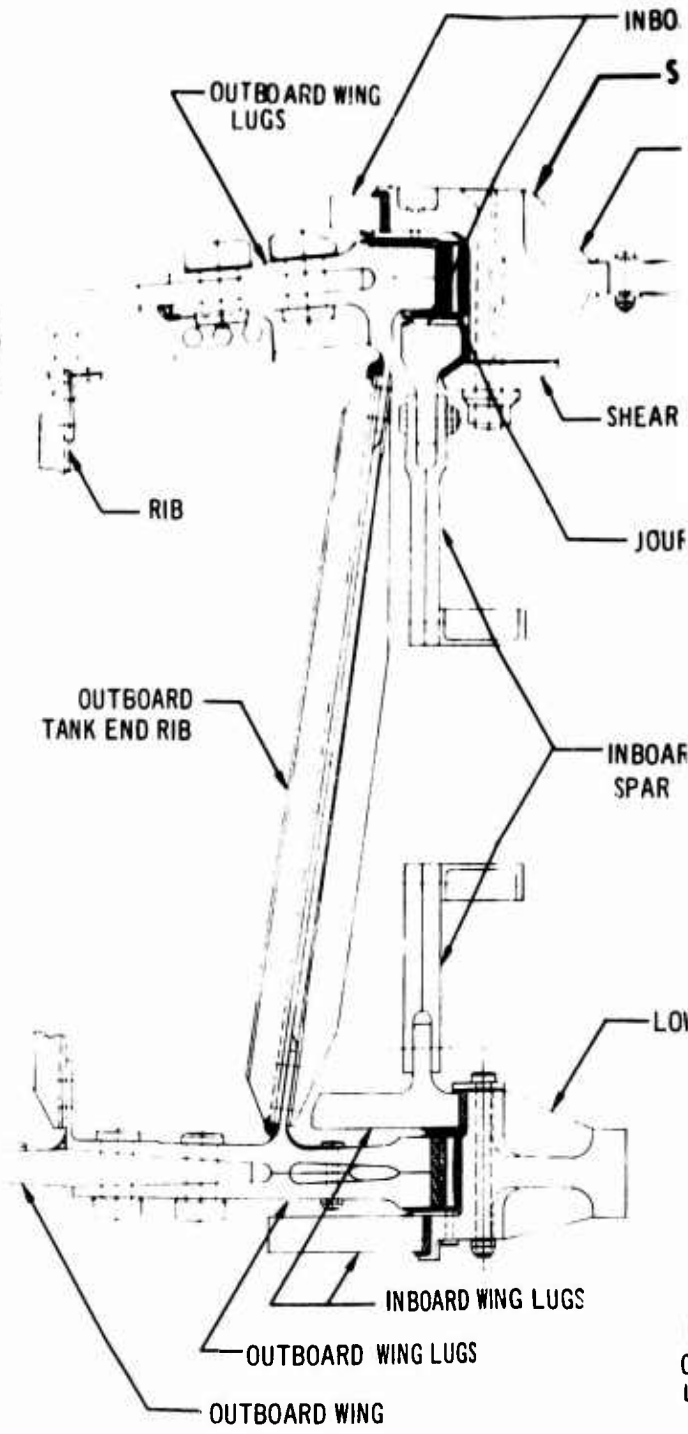 INBO
S
OUTBOARD WING
LUGS
SHEAR
RIB
JOUR
OUTBOARD
TANK END RIB
INBOAR
SPAR
LOW
INBOARD WING LUGS
OUTBOARD WING LUGS
OUTBOARD WING